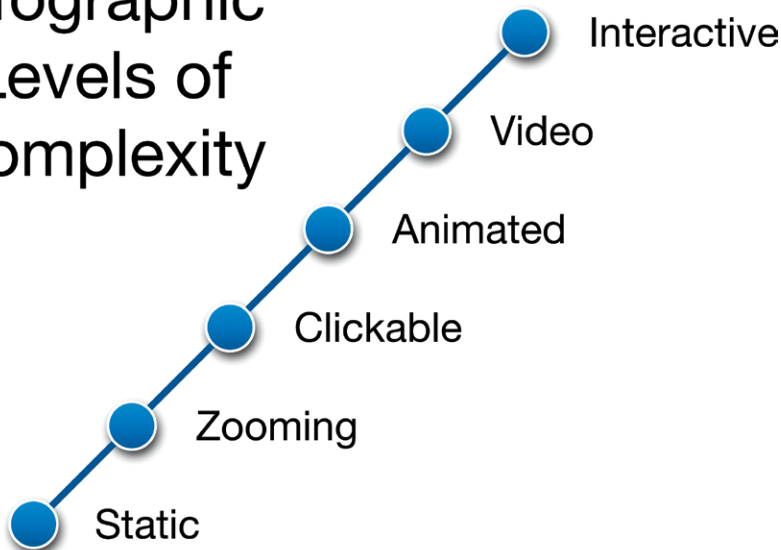 ographic
Levels of
omplexity
Interactive
Video
Animated
Clickable
Zooming
Static